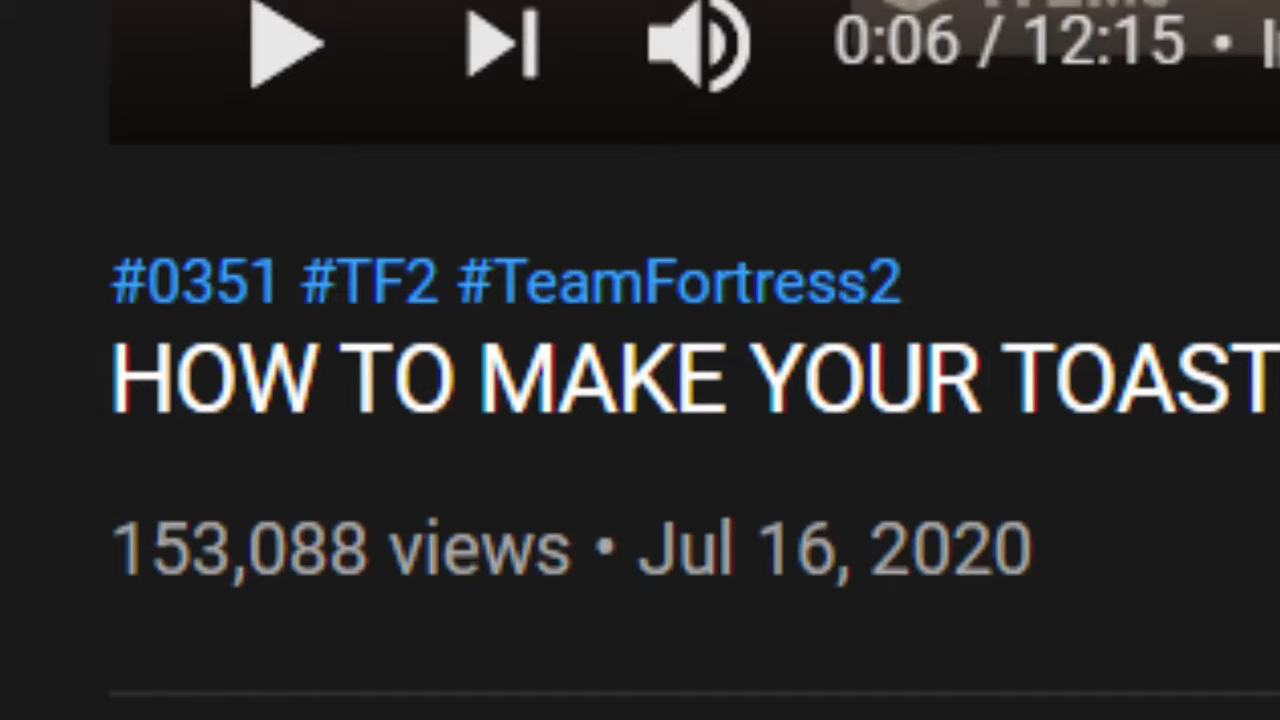 0:06 / 12:15 •
#0351 #TF2 #TeamFortress2
HOW TO MAKE YOUR TOAST
153,088 views • Jul 16, 2020